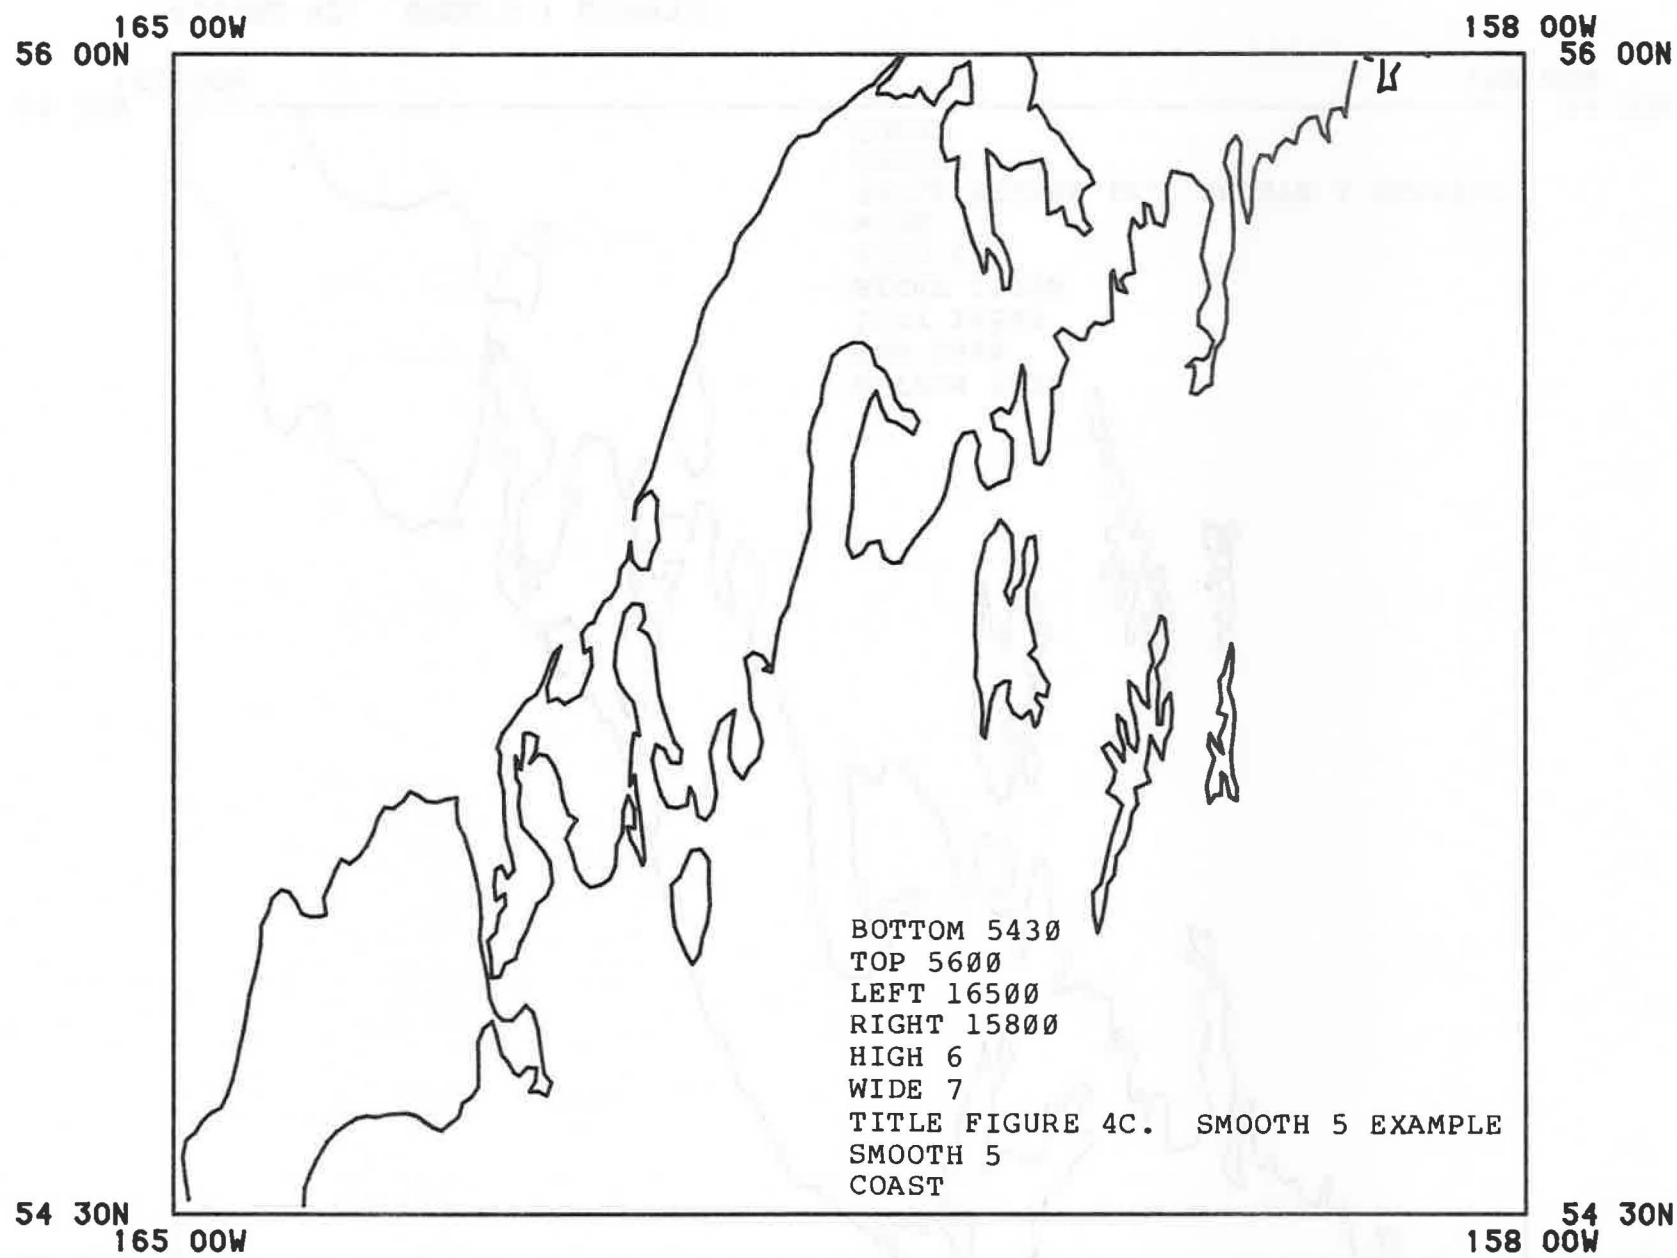 165 00W 158 00W
56 00N 56 00N
BOTTOM 5430
TOP 5600
LEFT 16500
RIGHT 15800
HIGH 6
WIDE 7
TITLE FIGURE 4C. SMOOTH 5 EXAMPLE
SMOOTH 5
COAST
54 30N 54 30N
165 00W 158 00W